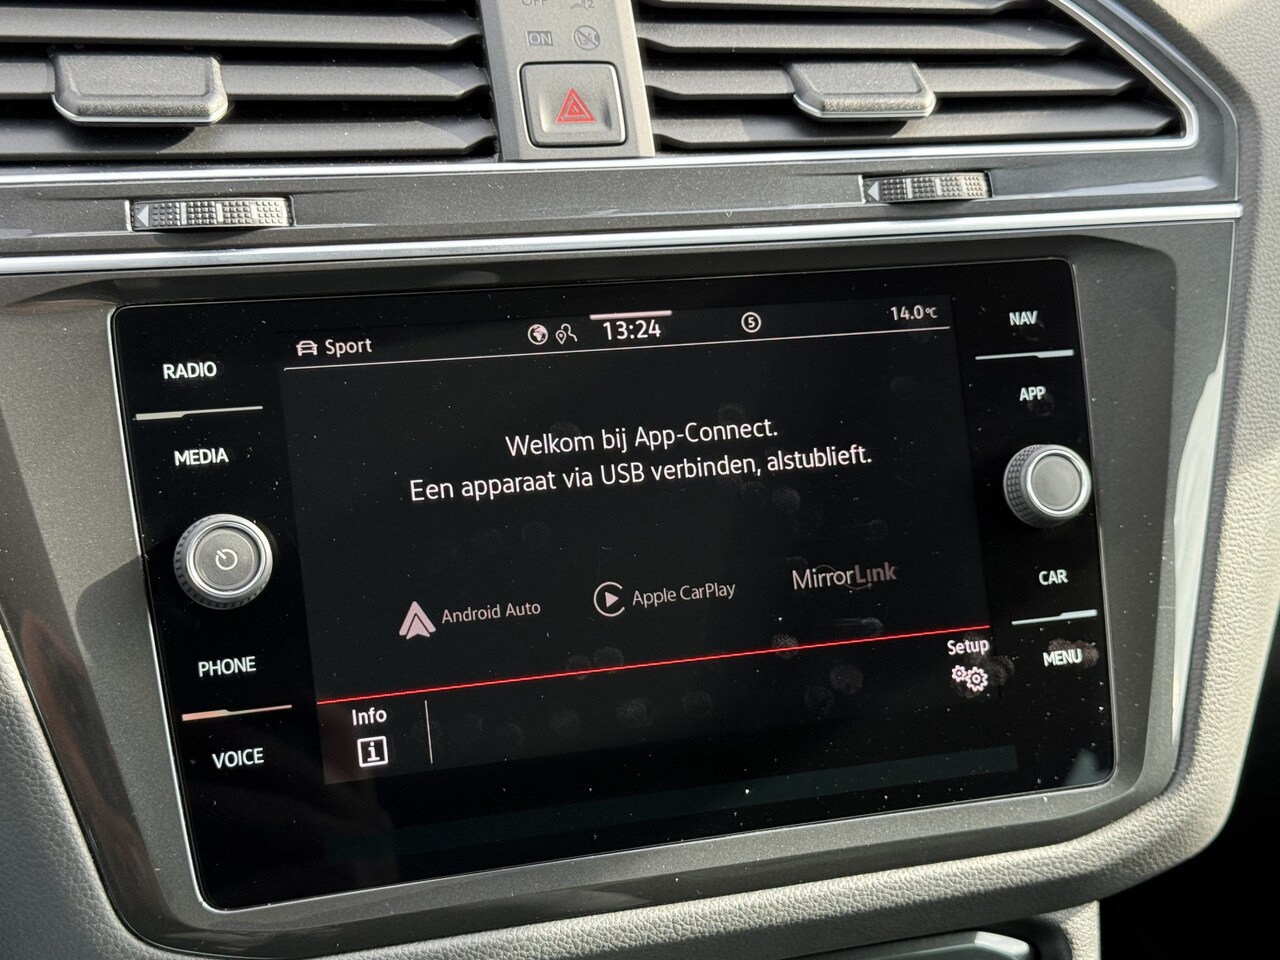 OFF
ON
RADIO
MEDIA
PHONE
VOICE
Sport
13:24
5
14.0°C
Welkom bij App-Connect.
Een apparaat via USB verbinden, alstublieft.
Android Auto
Apple CarPlay
MirrorLink
Setup
Info
i
NAV
APP
CAR
MENU